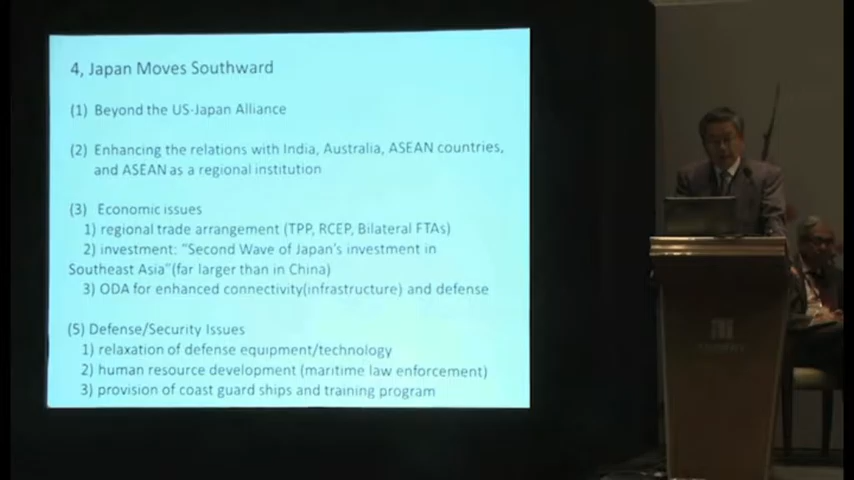 4, Japan Moves Southward
(1) Beyond the US-Japan Alliance
(2) Enhancing the relations with India, Australia, ASEAN countries,
and ASEAN as a regional institution
(3) Economic issues
1) regional trade arrangement (TPP, RCEP, Bilateral FTAs)
2) investment: "Second Wave of Japan's investment in
Southeast Asia"(far larger than in China)
3) ODA for enhanced connectivity(infrastructure) and defense
(5) Defense/Security Issues
1) relaxation of defense equipment/technology
2) human resource development (maritime law enforcement)
3) provision of coast guard ships and training program